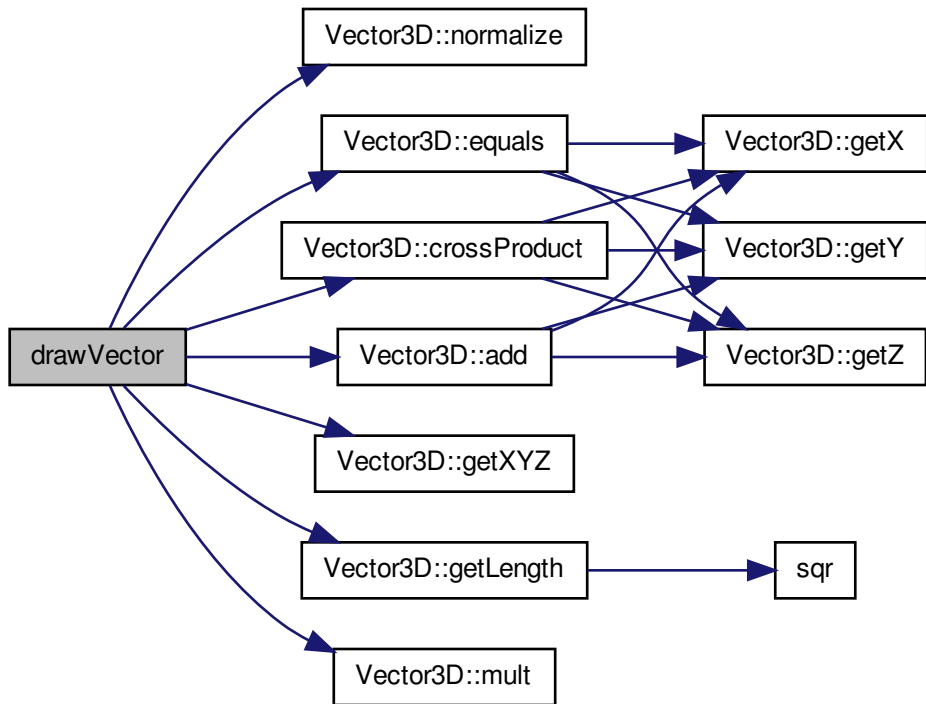 Vector3D::normalize
Vector3D::equals
Vector3D::getX
Vector3D::crossProduct
Vector3D::getY
drawVector
Vector3D::add
Vector3D::getZ
Vector3D::getXYZ
Vector3D::getLength
sqr
Vector3D::mult